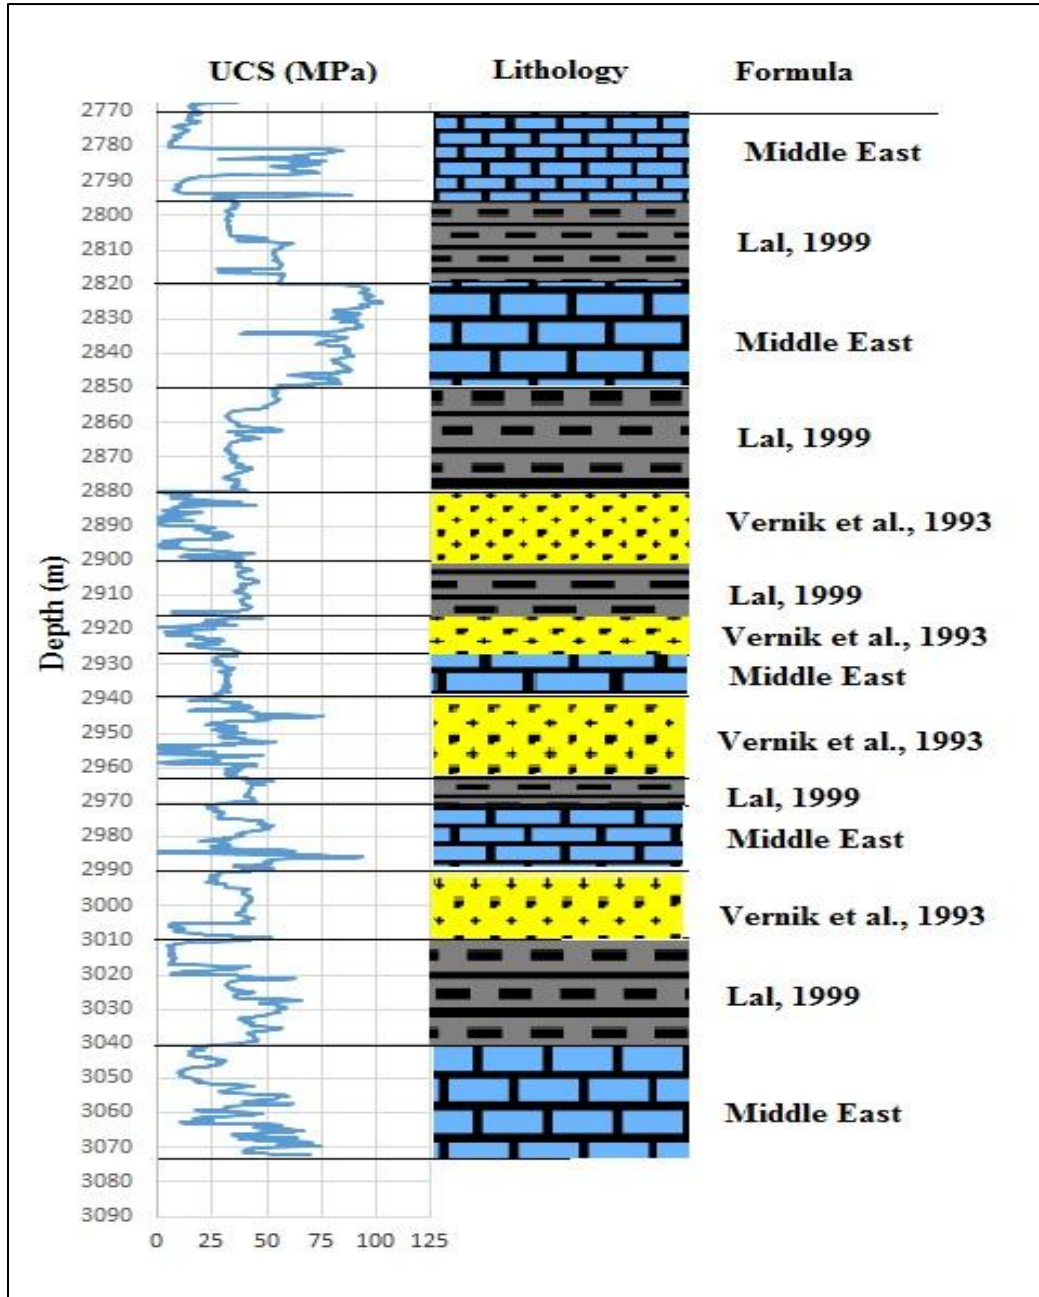 UCS (MPa) Lithology Formula
2770
2780
Middle East
2790
2800
Lal, 1999
2810
2820
2830
Middle East
2840
2850
2860
Lal, 1999
2870
2880
2890
Vernik et al., 1993
2900
2910
Lal, 1999
2920
Vernik et al., 1993
2930
Middle East
2940
2950
Vernik et al., 1993
2960
2970
Lal, 1999
2980
Middle East
2990
3000
Vernik et al., 1993
3010
3020
Lal, 1999
3030
3040
3050
3060
Middle East
3070
3080
3090
0 25 50 75 100 125
Depth (m)